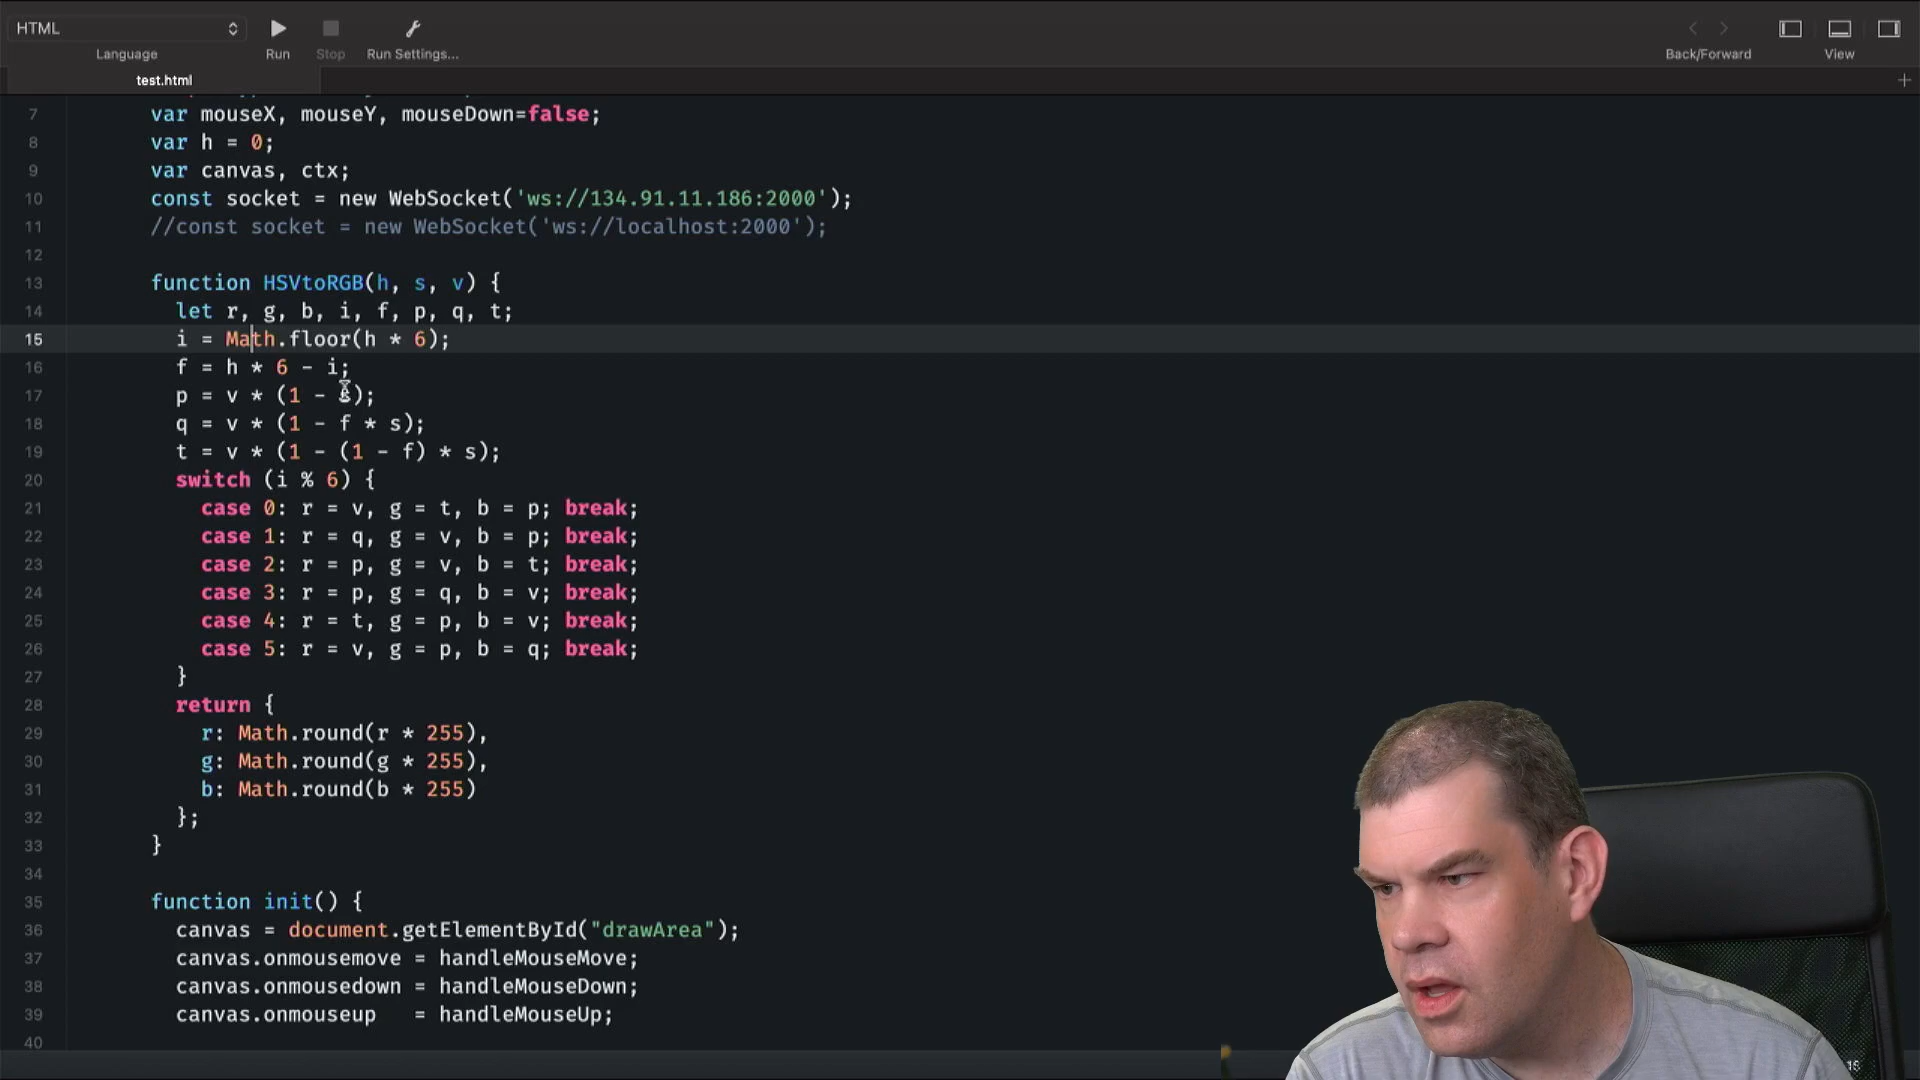 HTML
Language
Run
Stop
Run Settings...
Back/Forward
View
test.html
7 var mouseX, mouseY, mouseDown=false;
8 var h = 0;
9 var canvas, ctx;
10 const socket = new WebSocket('ws://134.91.11.186:2000');
11 //const socket = new WebSocket('ws://localhost:2000');
12
13 function HSVtoRGB(h, s, v) {
14 let r, g, b, i, f, p, q, t;
15 i = Math.floor(h * 6);
16 f = h * 6 - i;
17 p = v * (1 - s);
18 q = v * (1 - f * s);
19 t = v * (1 - (1 - f) * s);
20 switch (i % 6) {
21 case 0: r = v, g = t, b = p; break;
22 case 1: r = q, g = v, b = p; break;
23 case 2: r = p, g = v, b = t; break;
24 case 3: r = p, g = q, b = v; break;
25 case 4: r = t, g = p, b = v; break;
26 case 5: r = v, g = p, b = q; break;
27 }
28 return {
29 r: Math.round(r * 255),
30 g: Math.round(g * 255),
31 b: Math.round(b * 255)
32 };
33 }
34
35 function init() {
36 canvas = document.getElementById("drawArea");
37 canvas.onmousemove = handleMouseMove;
38 canvas.onmousedown = handleMouseDown;
39 canvas.onmouseup   = handleMouseUp;
40